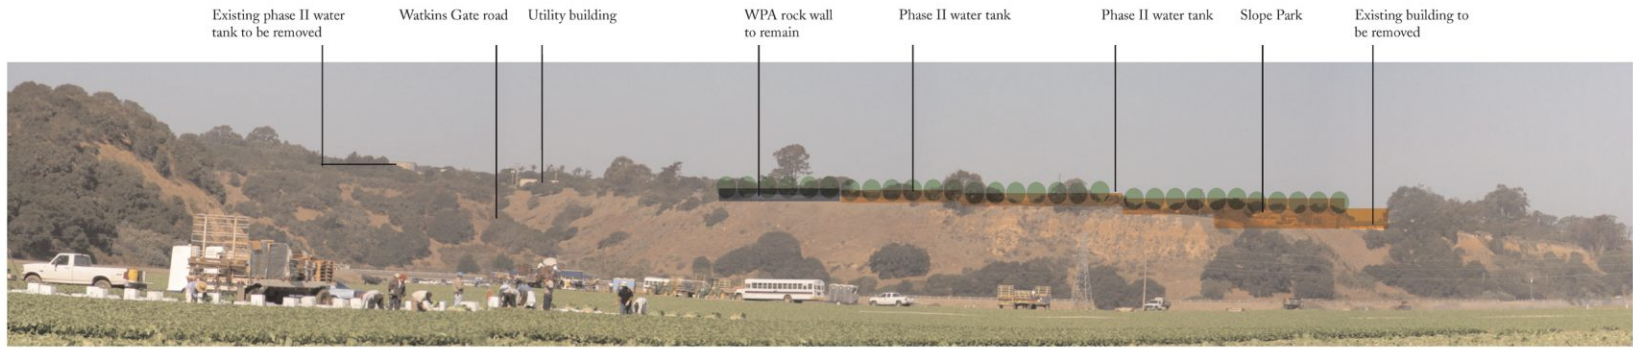 Existing phase II water
tank to be removed
Watkins Gate road
Utility building
WPA rock wall
to remain
Phase II water tank
Phase II water tank
Slope Park
Existing building to
be removed